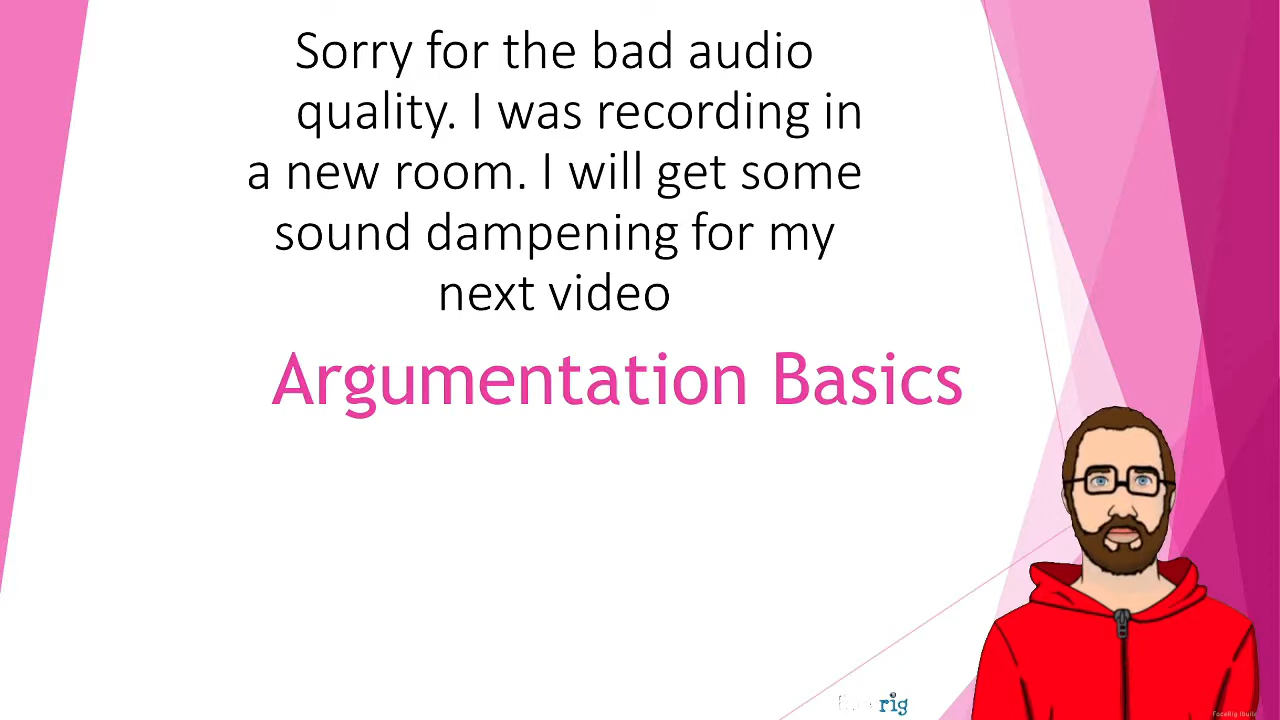 Sorry for the bad audio
quality. I was recording in
a new room. I will get some
sound dampening for my
next video
Argumentation Basics
rig